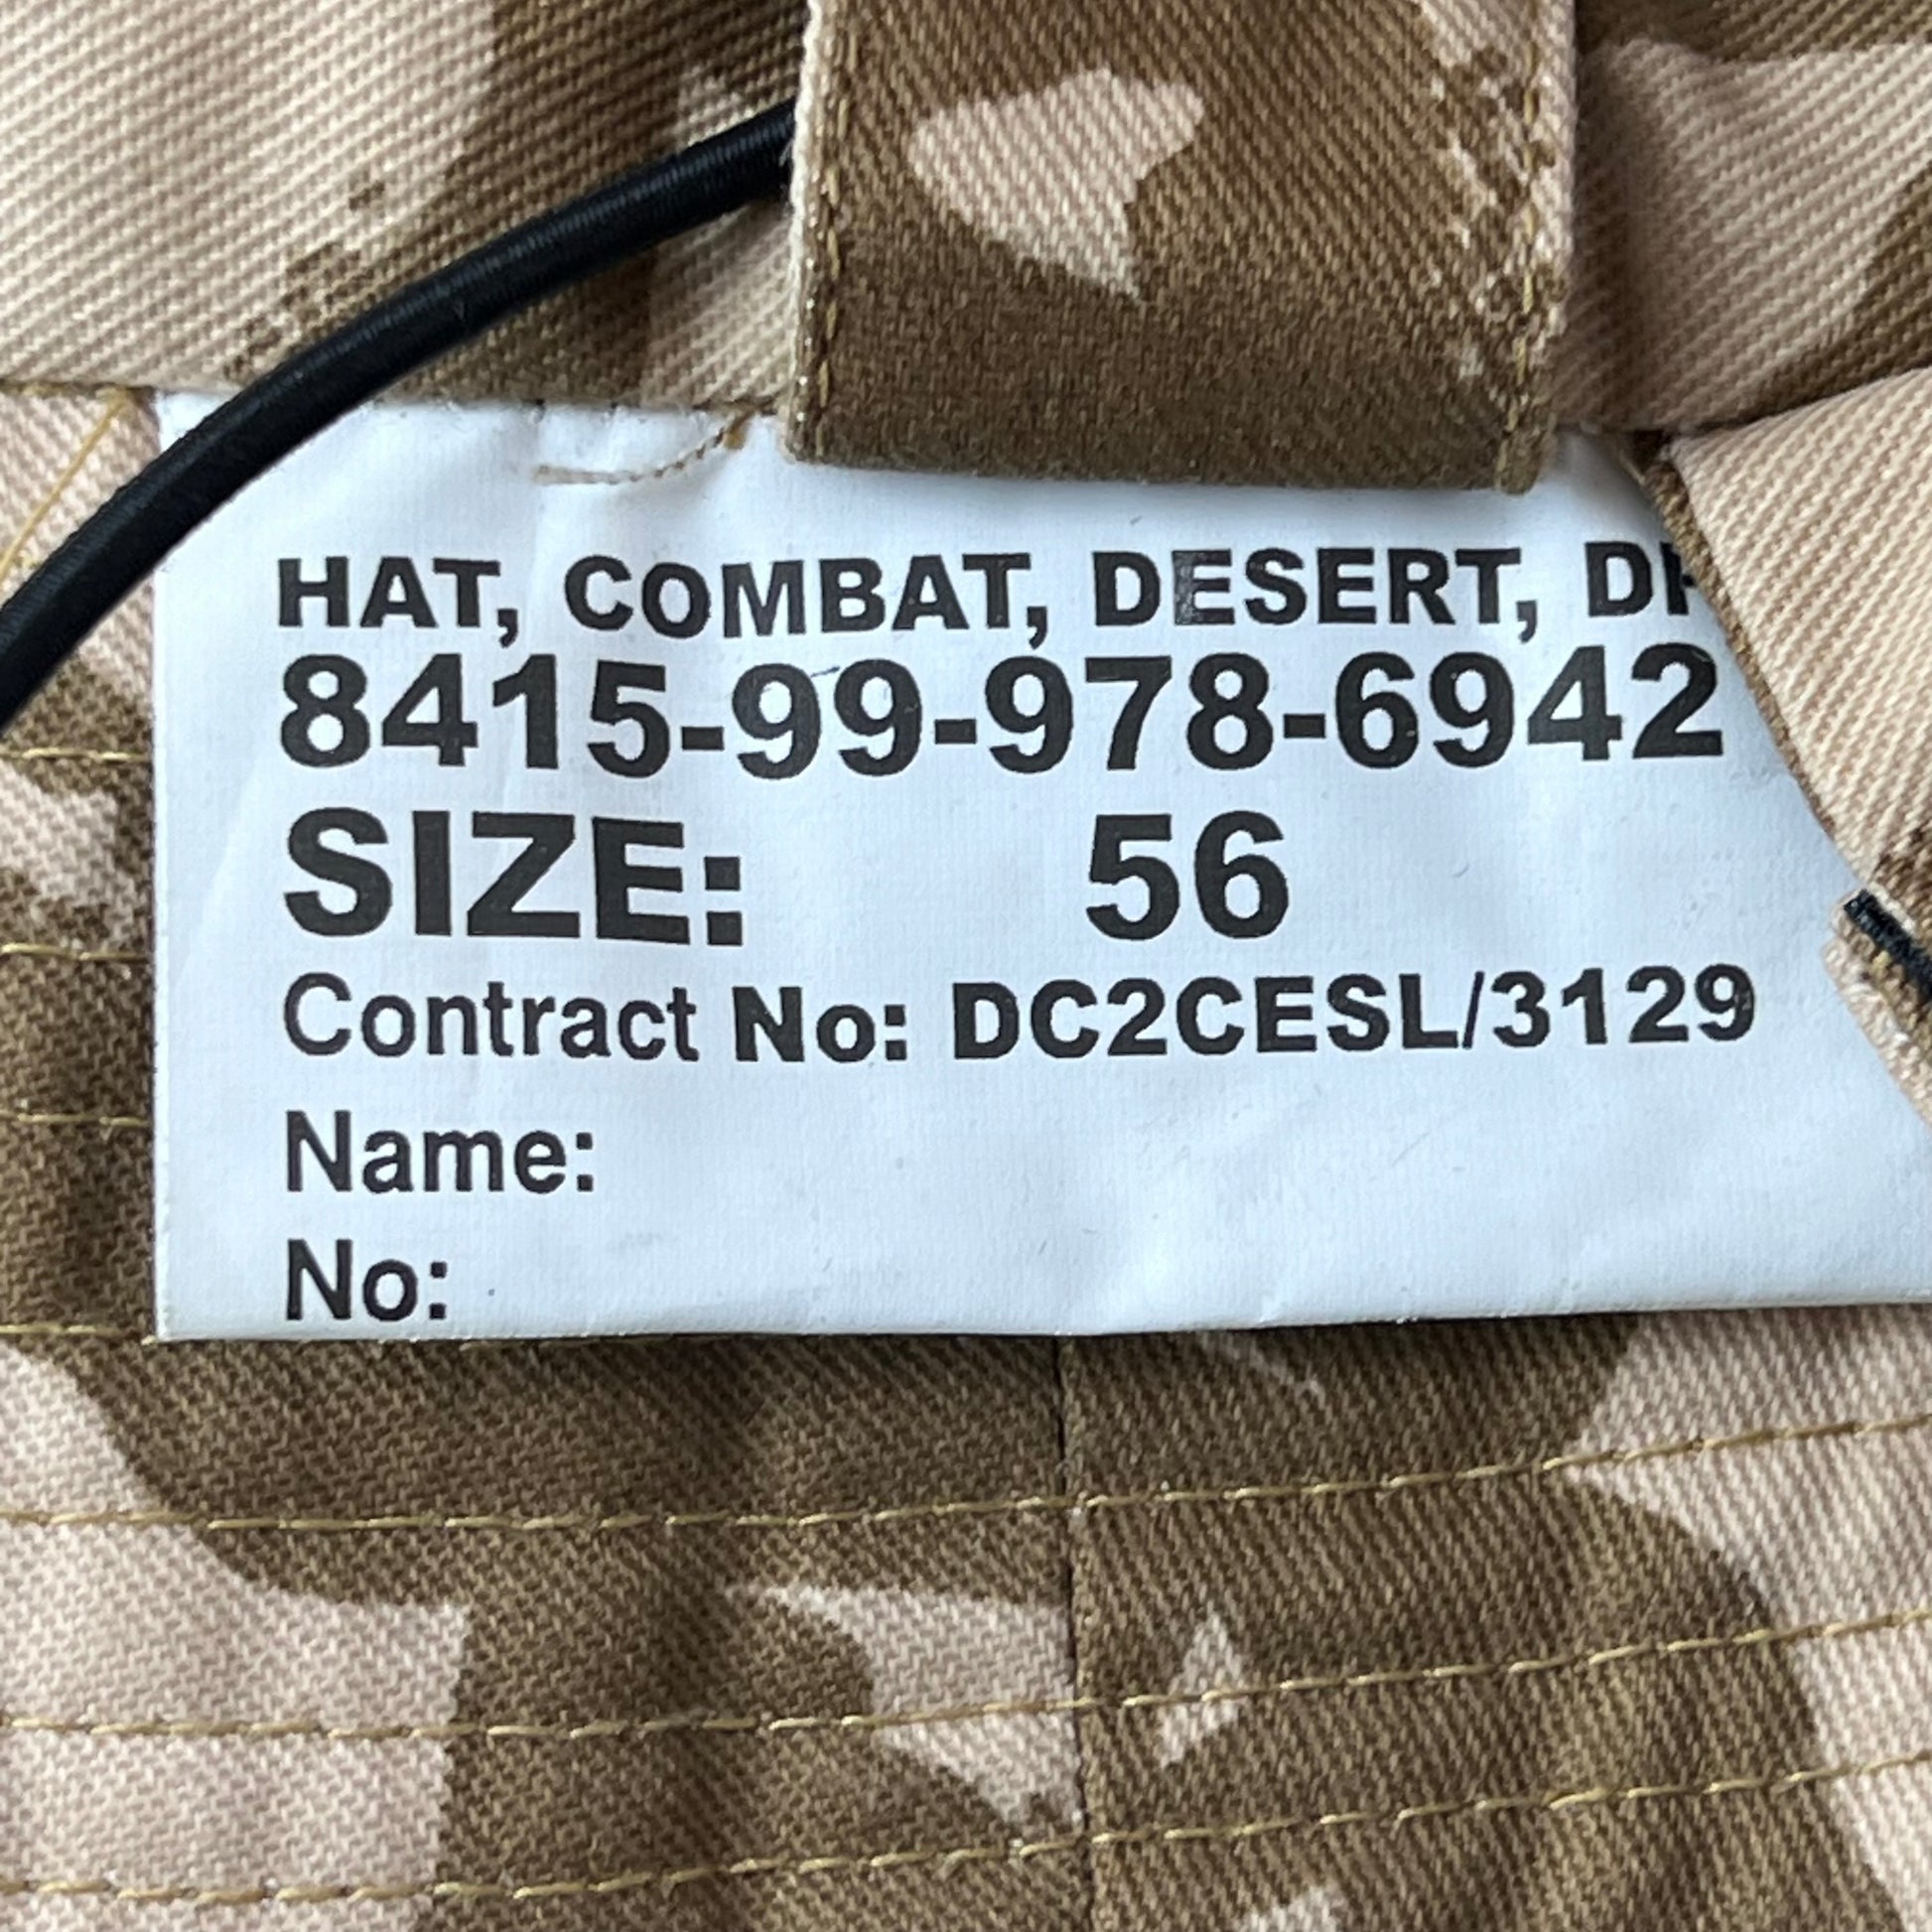 HAT, COMBAT, DESERT,
8415-99-978-6942
SIZE: 56
Contract No: DC2CESL/3129
Name:
No: